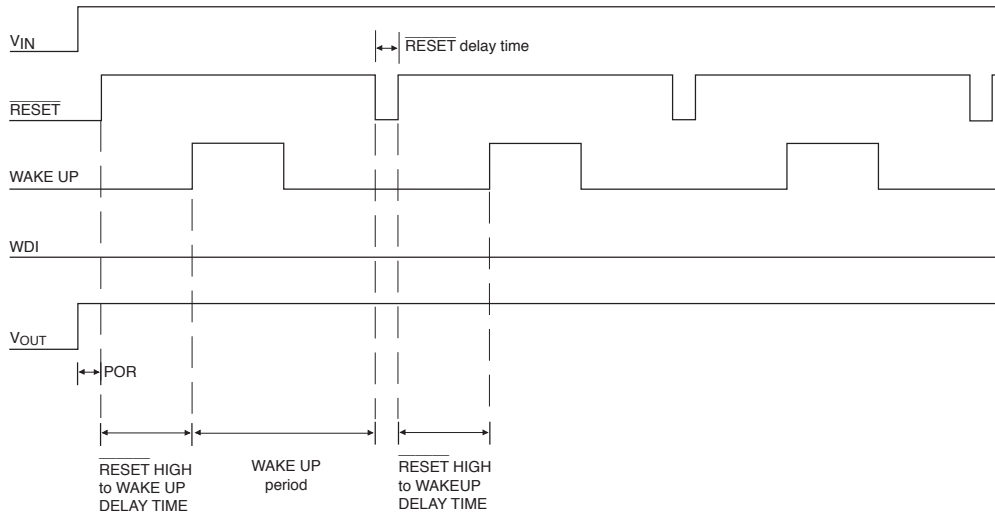 VIN
RESET delay time
RESET
WAKE UP
WDI
VOUT
POR
RESET HIGH
to WAKE UP
DELAY TIME
WAKE UP
period
RESET HIGH
to WAKEUP
DELAY TIME